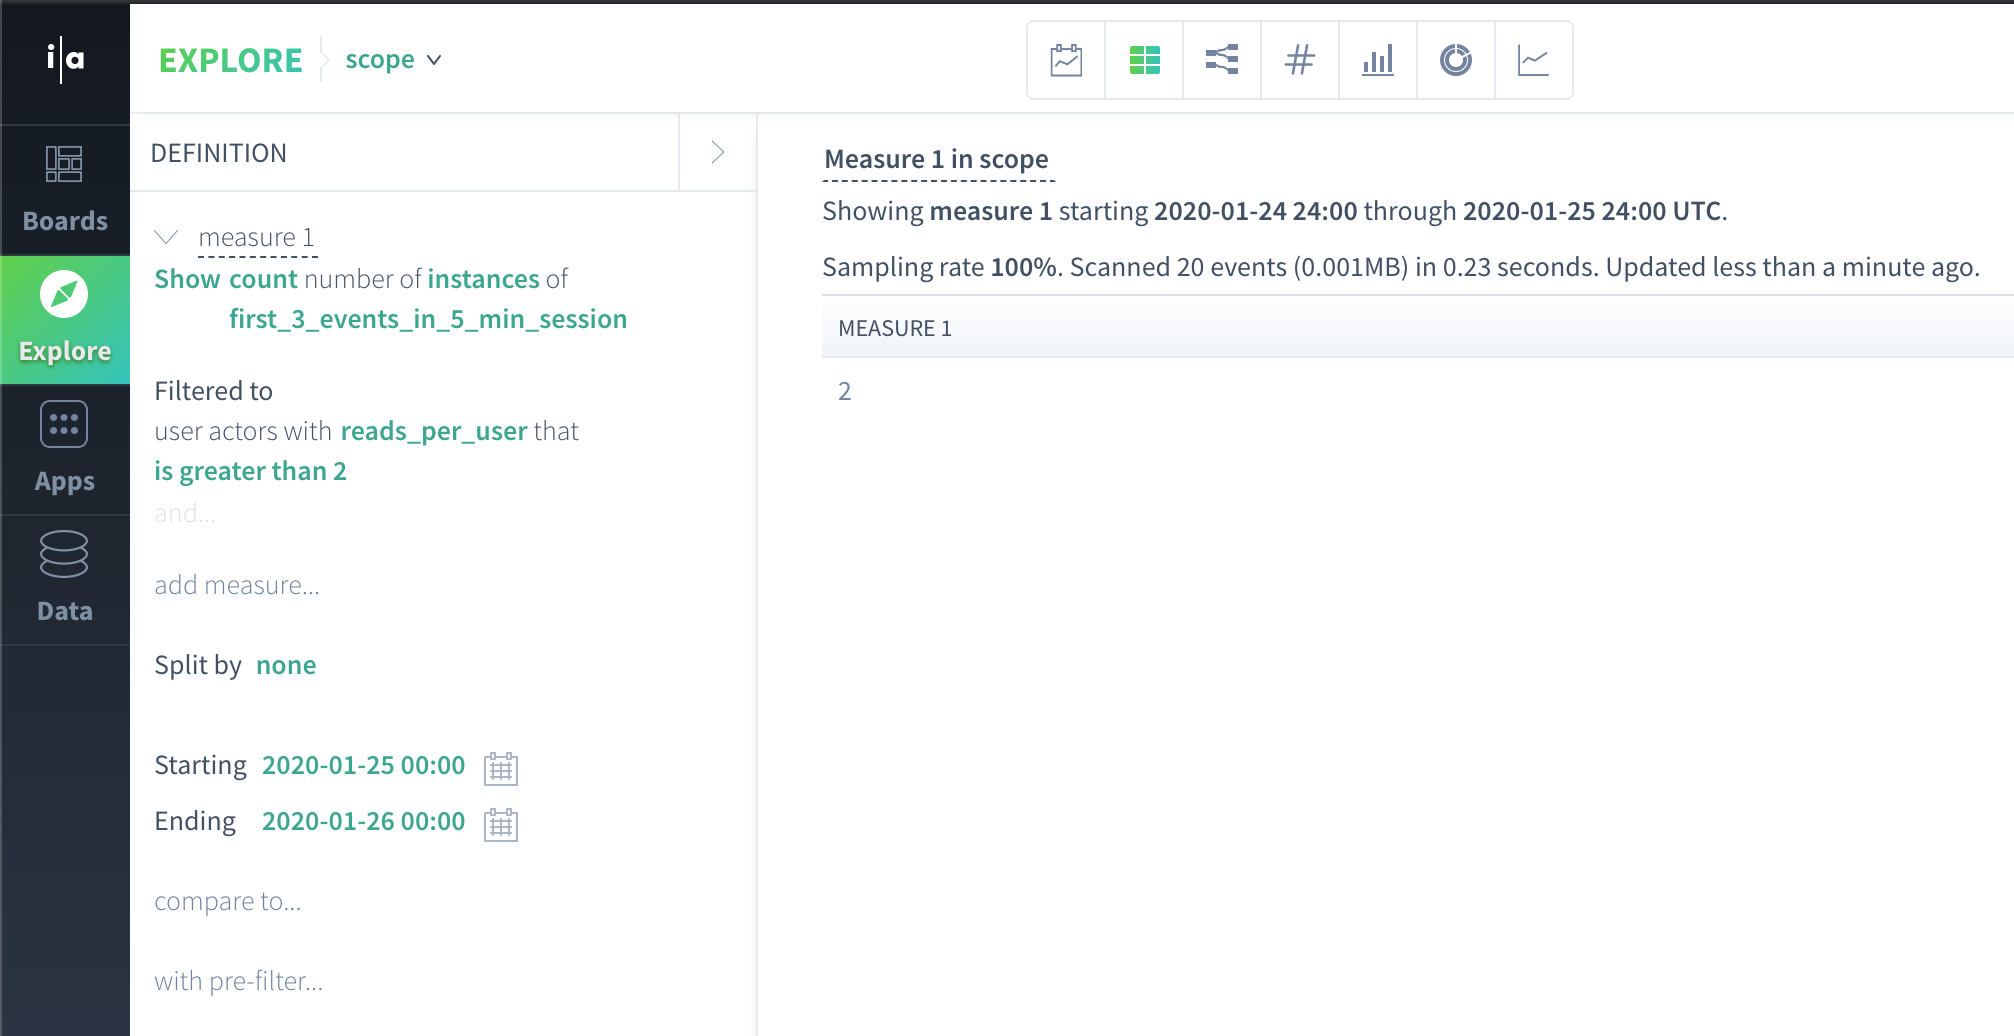 i|a
EXPLORE
scope
Boards
Explore
Apps
Data
DEFINITION
measure 1
Show count number of instances of
first_3_events_in_5_min_session
Filtered to
user actors with reads_per_user that
is greater than 2
and...
add measure...
Split by none
Starting 2020-01-25 00:00
Ending 2020-01-26 00:00
compare to...
with pre-filter...
Measure 1 in scope
Showing measure 1 starting 2020-01-24 24:00 through 2020-01-25 24:00 UTC.
Sampling rate 100%. Scanned 20 events (0.001MB) in 0.23 seconds. Updated less than a minute ago.
MEASURE 1
2